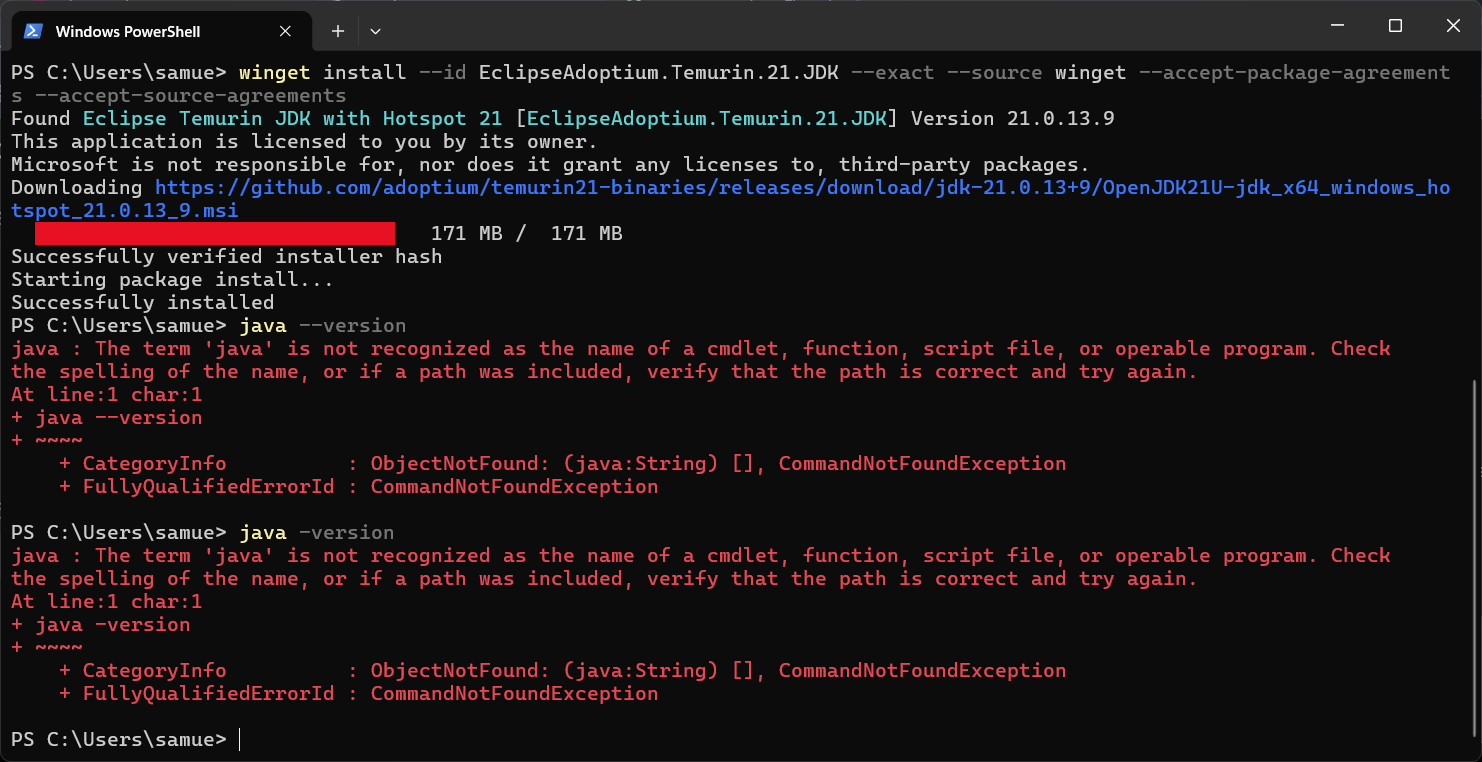 Windows PowerShell
PS C:\Users\samue> winget install --id EclipseAdoptium.Temurin.21.JDK --exact --source winget --accept-package-agreement
s --accept-source-agreements
Found Eclipse Temurin JDK with Hotspot 21 [EclipseAdoptium.Temurin.21.JDK] Version 21.0.13.9
This application is licensed to you by its owner.
Microsoft is not responsible for, nor does it grant any licenses to, third-party packages.
Downloading https://github.com/adoptium/temurin21-binaries/releases/download/jdk-21.0.13+9/OpenJDK21U-jdk_x64_windows_ho
tspot_21.0.13_9.msi
171 MB /  171 MB
Successfully verified installer hash
Starting package install...
Successfully installed
PS C:\Users\samue> java --version
java : The term 'java' is not recognized as the name of a cmdlet, function, script file, or operable program. Check
the spelling of the name, or if a path was included, verify that the path is correct and try again.
At line:1 char:1
+ java --version
+ ~~~~
    + CategoryInfo          : ObjectNotFound: (java:String) [], CommandNotFoundException
    + FullyQualifiedErrorId : CommandNotFoundException
PS C:\Users\samue> java -version
java : The term 'java' is not recognized as the name of a cmdlet, function, script file, or operable program. Check
the spelling of the name, or if a path was included, verify that the path is correct and try again.
At line:1 char:1
+ java -version
+ ~~~~
    + CategoryInfo          : ObjectNotFound: (java:String) [], CommandNotFoundException
    + FullyQualifiedErrorId : CommandNotFoundException
PS C:\Users\samue>